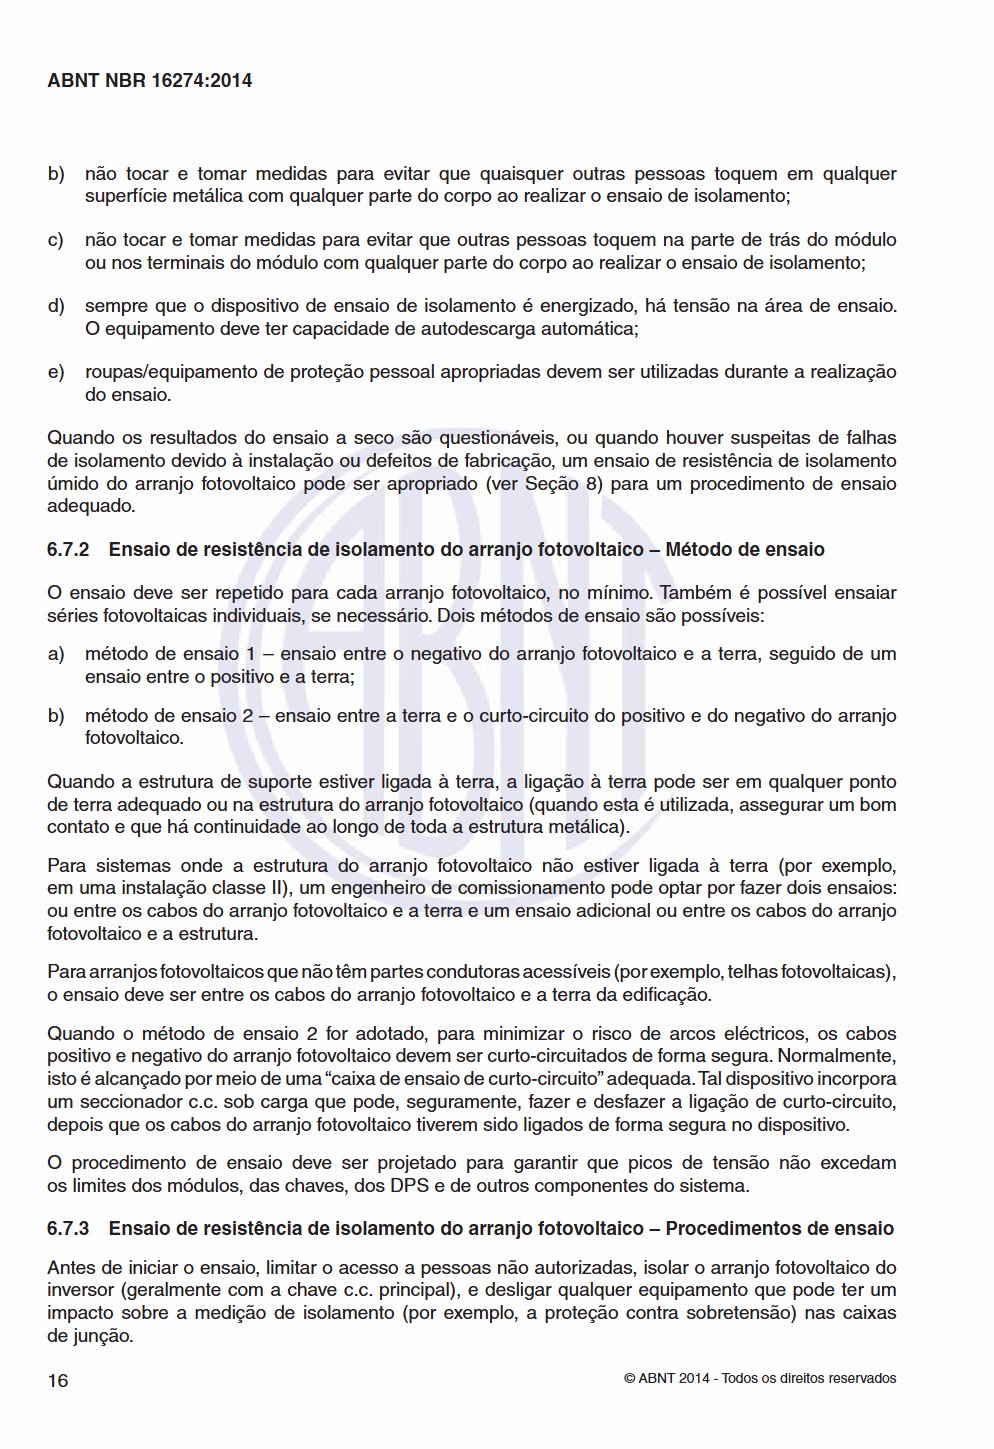 ABNT NBR 16274:2014
b) não tocar e tomar medidas para evitar que quaisquer outras pessoas toquem em qualquer
superfície metálica com qualquer parte do corpo ao realizar o ensaio de isolamento;
c) não tocar e tomar medidas para evitar que outras pessoas toquem na parte de trás do módulo
ou nos terminais do módulo com qualquer parte do corpo ao realizar o ensaio de isolamento;
d) sempre que o dispositivo de ensaio de isolamento é energizado, há tensão na área de ensaio.
O equipamento deve ter capacidade de autodescarga automática;
e) roupas/equipamento de proteção pessoal apropriadas devem ser utilizadas durante a realização
do ensaio.
Quando os resultados do ensaio a seco são questionáveis, ou quando houver suspeitas de falhas
de isolamento devido à instalação ou defeitos de fabricação, um ensaio de resistência de isolamento
úmido do arranjo fotovoltaico pode ser apropriado (ver Seção 8) para um procedimento de ensaio
adequado.
6.7.2 Ensaio de resistência de isolamento do arranjo fotovoltaico – Método de ensaio
O ensaio deve ser repetido para cada arranjo fotovoltaico, no mínimo. Também é possível ensaiar
séries fotovoltaicas individuais, se necessário. Dois métodos de ensaio são possíveis:
a) método de ensaio 1 – ensaio entre o negativo do arranjo fotovoltaico e a terra, seguido de um
ensaio entre o positivo e a terra;
b) método de ensaio 2 – ensaio entre a terra e o curto-circuito do positivo e do negativo do arranjo
fotovoltaico.
Quando a estrutura de suporte estiver ligada à terra, a ligação à terra pode ser em qualquer ponto
de terra adequado ou na estrutura do arranjo fotovoltaico (quando esta é utilizada, assegurar um bom
contato e que há continuidade ao longo de toda a estrutura metálica).
Para sistemas onde a estrutura do arranjo fotovoltaico não estiver ligada à terra (por exemplo,
em uma instalação classe II), um engenheiro de comissionamento pode optar por fazer dois ensaios:
ou entre os cabos do arranjo fotovoltaico e a terra e um ensaio adicional ou entre os cabos do arranjo
fotovoltaico e a estrutura.
Para arranjos fotovoltaicos que não têm partes condutoras acessíveis (por exemplo, telhas fotovoltaicas),
o ensaio deve ser entre os cabos do arranjo fotovoltaico e a terra da edificação.
Quando o método de ensaio 2 for adotado, para minimizar o risco de arcos eléctricos, os cabos
positivo e negativo do arranjo fotovoltaico devem ser curto-circuitados de forma segura. Normalmente,
isto é alcançado por meio de uma “caixa de ensaio de curto-circuito” adequada. Tal dispositivo incorpora
um seccionador c.c. sob carga que pode, seguramente, fazer e desfazer a ligação de curto-circuito,
depois que os cabos do arranjo fotovoltaico tiverem sido ligados de forma segura no dispositivo.
O procedimento de ensaio deve ser projetado para garantir que picos de tensão não excedam
os limites dos módulos, das chaves, dos DPS e de outros componentes do sistema.
6.7.3 Ensaio de resistência de isolamento do arranjo fotovoltaico – Procedimentos de ensaio
Antes de iniciar o ensaio, limitar o acesso a pessoas não autorizadas, isolar o arranjo fotovoltaico do
inversor (geralmente com a chave c.c. principal), e desligar qualquer equipamento que pode ter um
impacto sobre a medição de isolamento (por exemplo, a proteção contra sobretensão) nas caixas
de junção.
16
© ABNT 2014 - Todos os direitos reservados
ABNT